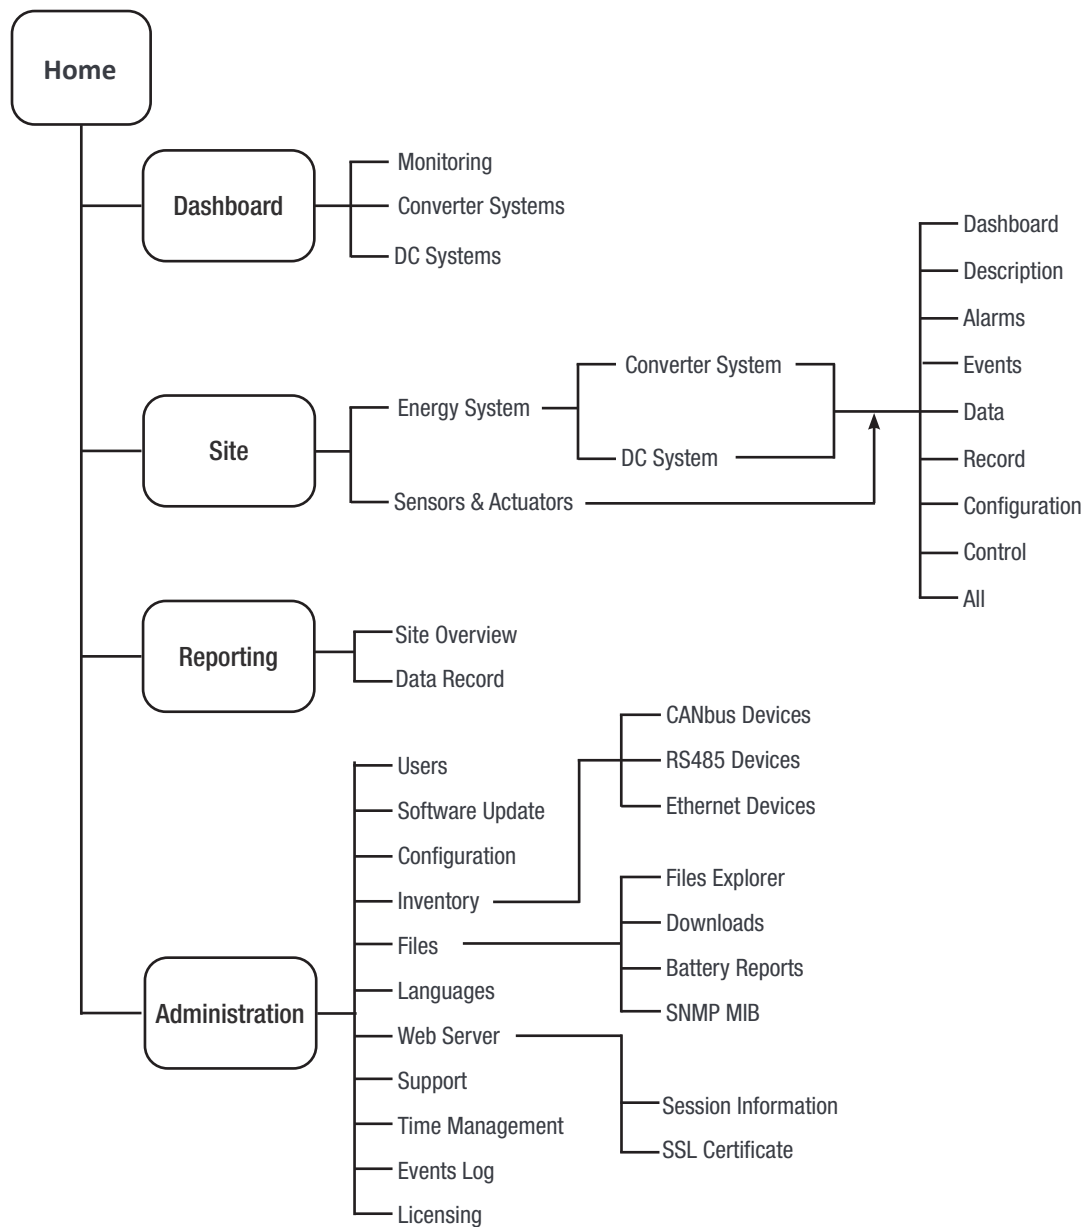 Home
Dashboard
Monitoring
Converter Systems
DC Systems
Site
Energy System
Sensors & Actuators
Converter System
DC System
Dashboard
Description
Alarms
Events
Data
Record
Configuration
Control
All
Reporting
Site Overview
Data Record
Administration
Users
Software Update
Configuration
Inventory
Files
Languages
Web Server
Support
Time Management
Events Log
Licensing
CANbus Devices
RS485 Devices
Ethernet Devices
Files Explorer
Downloads
Battery Reports
SNMP MIB
Session Information
SSL Certificate